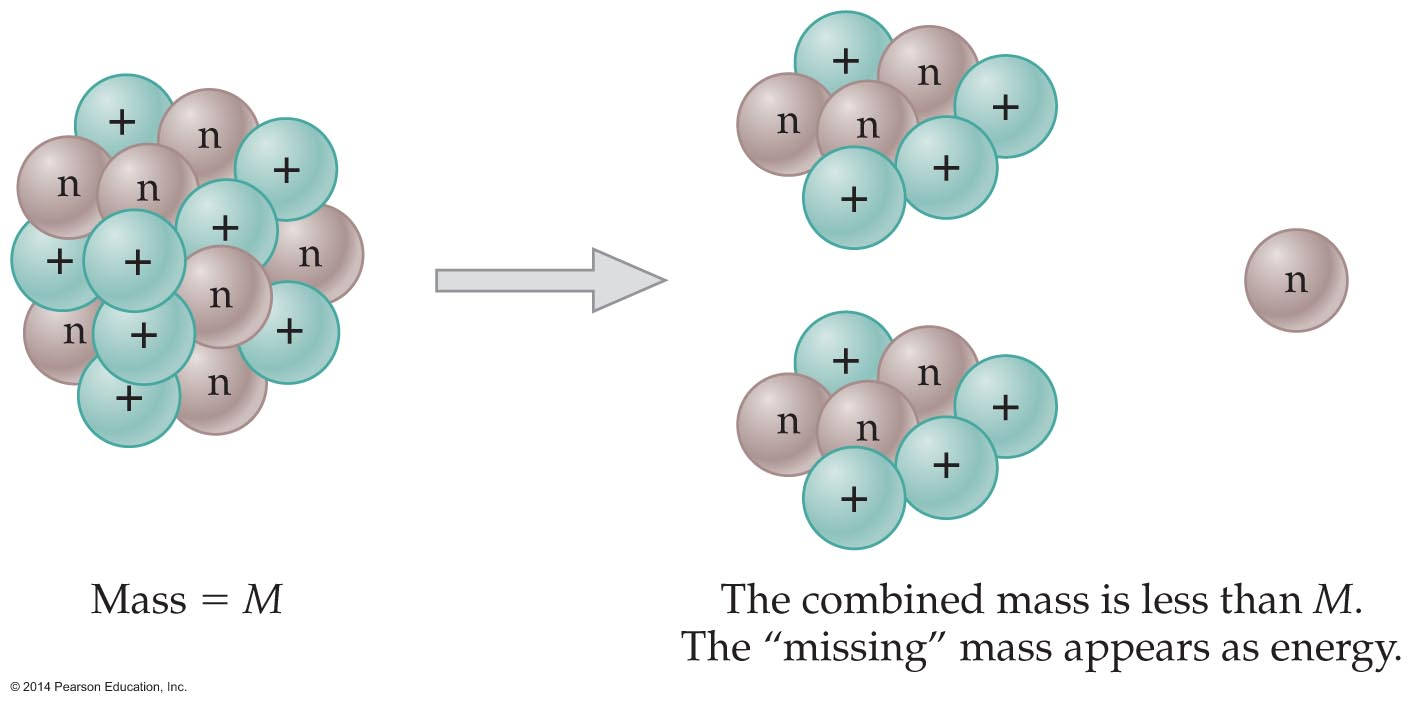 +
n
+
n
n
+
n
+
+
n
n
+
+
+
n
+
n
n
n
+
+
+
n
+
n
n
n
+
+
+
Mass = M
The combined mass is less than M.
The “missing” mass appears as energy.
© 2014 Pearson Education, Inc.